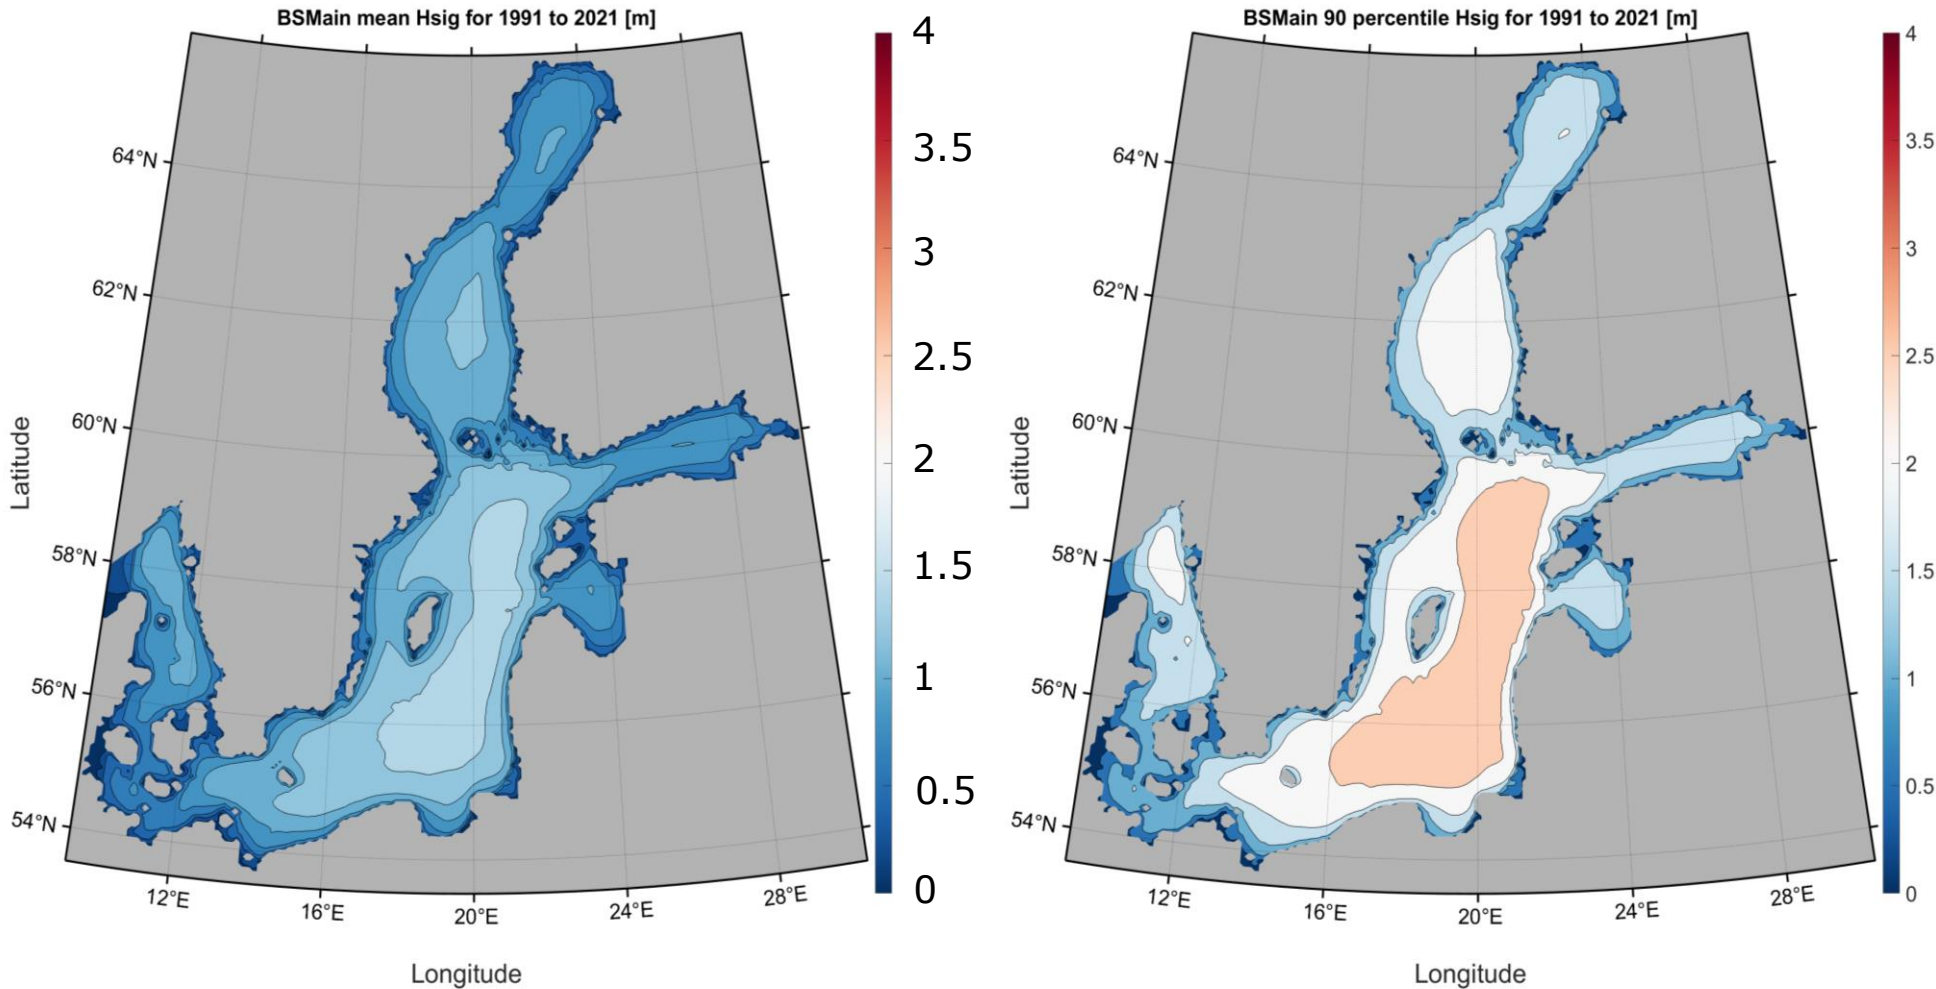 BSMain mean Hsig for 1991 to 2021 [m]
64°N
62°N
60°N
58°N
56°N
54°N
12°E
16°E
20°E
24°E
28°E
Latitude
Longitude
4
3.5
3
2.5
2
1.5
1
0.5
0
BSMain 90 percentile Hsig for 1991 to 2021 [m]
64°N
62°N
60°N
58°N
56°N
54°N
12°E
16°E
20°E
24°E
28°E
Latitude
Longitude
4
3.5
3
2.5
2
1.5
1
0.5
0